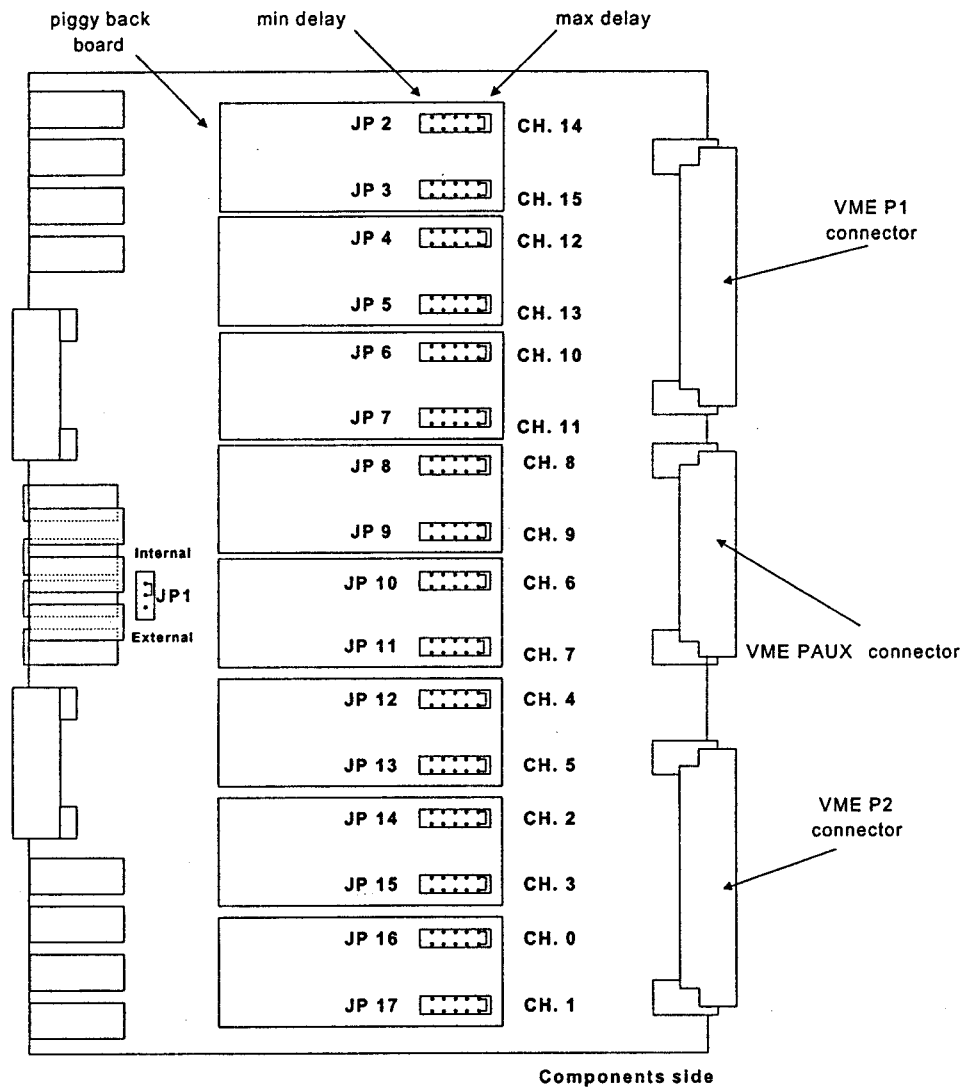 piggy back
board
min delay
max delay
JP 2
CH. 14
JP 3
CH. 15
VME P1
connector
JP 4
CH. 12
JP 5
CH. 13
JP 6
CH. 10
JP 7
CH. 11
JP 8
CH. 8
JP 9
CH. 9
Internal
JP1
External
JP 10
CH. 6
JP 11
CH. 7
VME PAUX connector
JP 12
CH. 4
JP 13
CH. 5
JP 14
CH. 2
VME P2
connector
JP 15
CH. 3
JP 16
CH. 0
JP 17
CH. 1
Components side